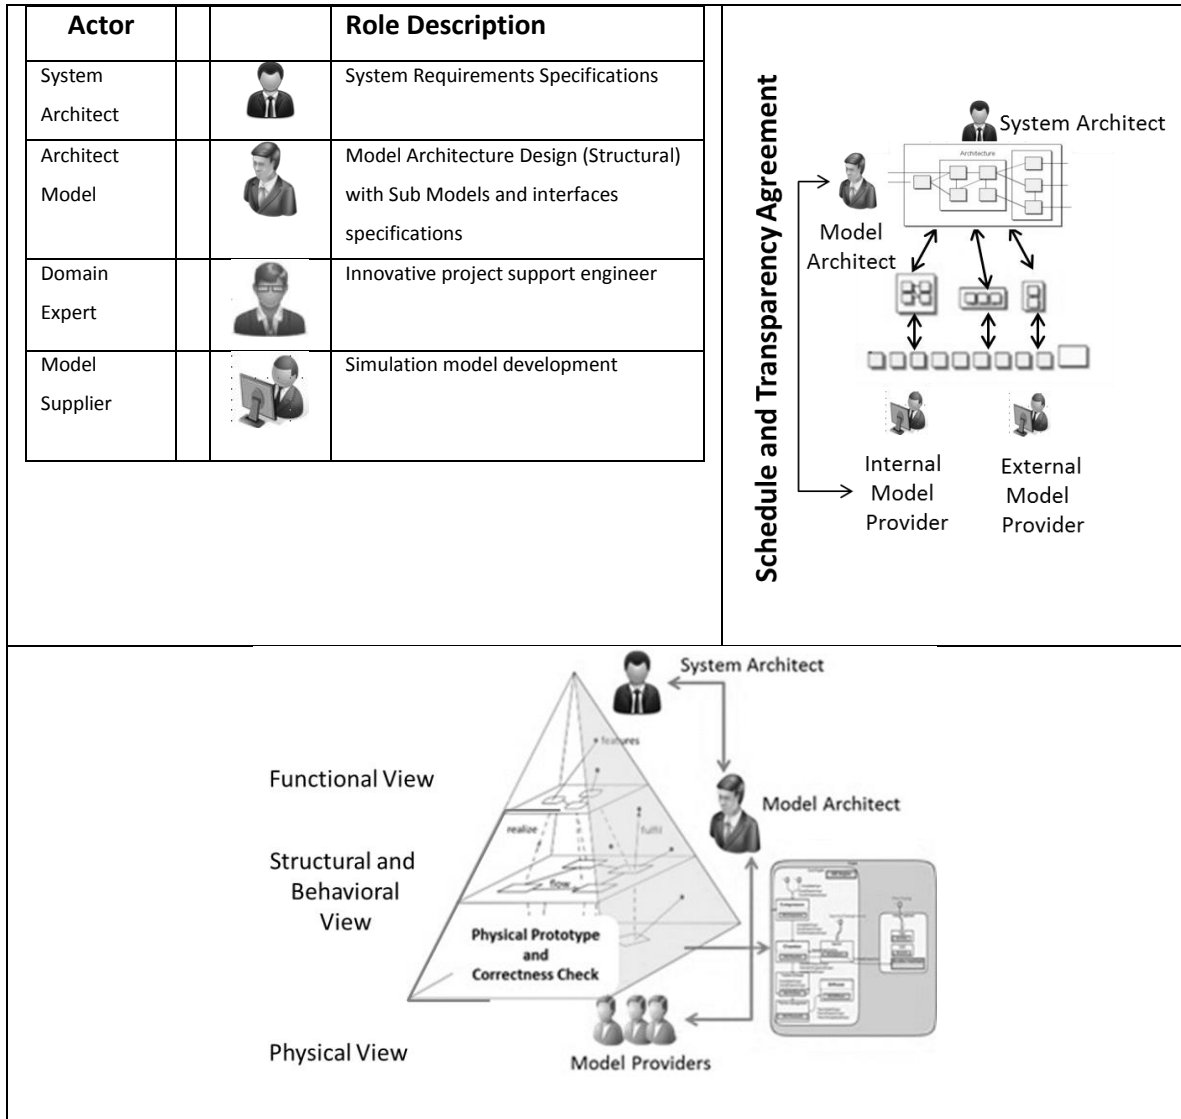 Actor
Role Description
System
Architect
System Requirements Specifications
Architect
Model
Model Architecture Design (Structural)
with Sub Models and interfaces
specifications
Domain
Expert
Innovative project support engineer
Model
Supplier
Simulation model development
Schedule and Transparency Agreement
System Architect
Architecture
Model
Architect
Internal
Model
Provider
External
Model
Provider
System Architect
features
Functional View
Model Architect
realize
fulfil
Structural and
Behavioral
View
flow
Physical Prototype
and
Correctness Check
Physical View
Model Providers